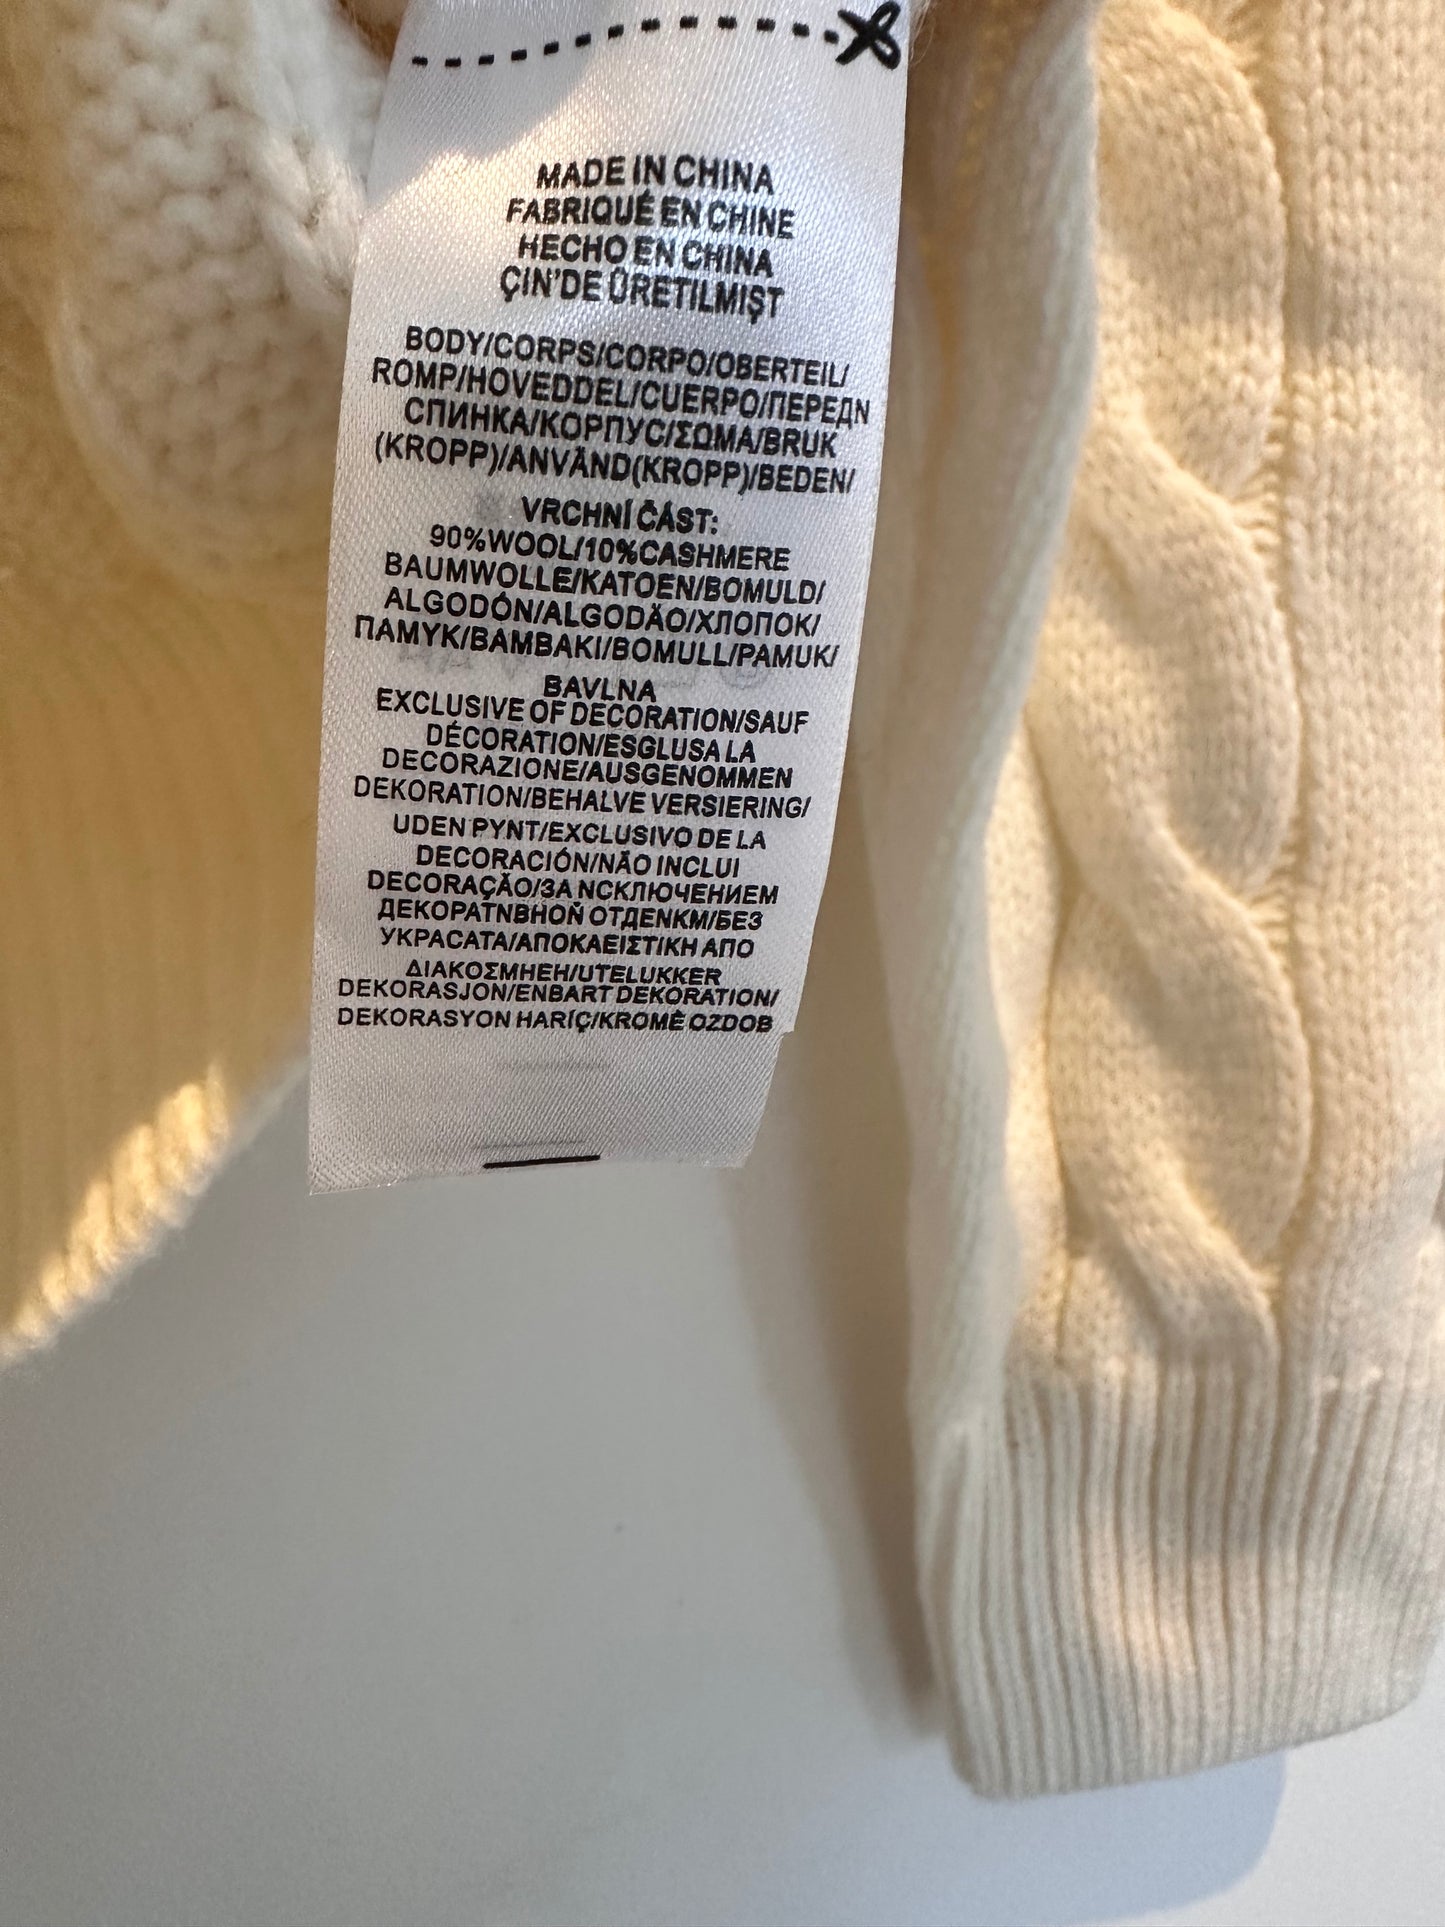 MADE IN CHINA
FABRIQUÉ EN CHINE
HECHO EN CHINA
ÇIN'DE ÛRETILMIŞT
BODY/CORPS/CORPO/OBERTEIL/
ROMP/HOVEDDEL/CUERPO/ПЕРЕДН
СПИНКА/КОРПУС/ΣΩΜΑ/BRUK
(KROPP)/ANVÄND(KROPP)/BEDEN/
VRCHNÍ ČÁST:
90%WOOL/10%CASHMERE
BAUMWOLLE/KATOEN/BOMULD/
ALGODÓN/ALGODÃO/ХЛОПОК/
ПАМУК/BAMBAKI/BOMULL/PAMUK/
BAVLNA
EXCLUSIVE OF DECORATION/SAUF
DÉCORATION/ESGLUSA LA
DECORAZIONE/AUSGENOMMEN
DEKORATION/BEHALVE VERSIERING/
UDEN PYNT/EXCLUSIVO DE LA
DECORACIÓN/NÃO INCLUI
DECORAÇÃO/ЗА NСКЛЮЧЕНИЕМ
ДЕКОРАТNВНОЙ ОТДЕNКМ/БЕЗ
УКРАСАТА/ΑΠΟΚΑΕΙΣΤΙΚΗ ΑΠΟ
ΔΙΑΚΟΣΜΗΕΗ/UTELUKKER
DEKORASJON/ENBART DEKORATION/
DEKORASYON HARİÇ/KROMĚ OZDOB